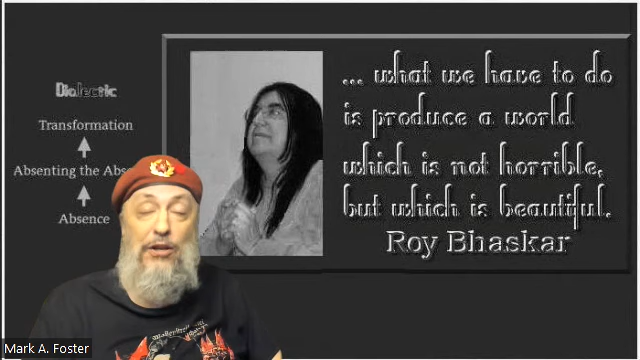 Dialectic
Transformation
Absenting the Abse
Absence
... what we have to do
is produce a world
which is not horrible,
but which is beautiful.
Roy Bhaskar
Mark A. Foster